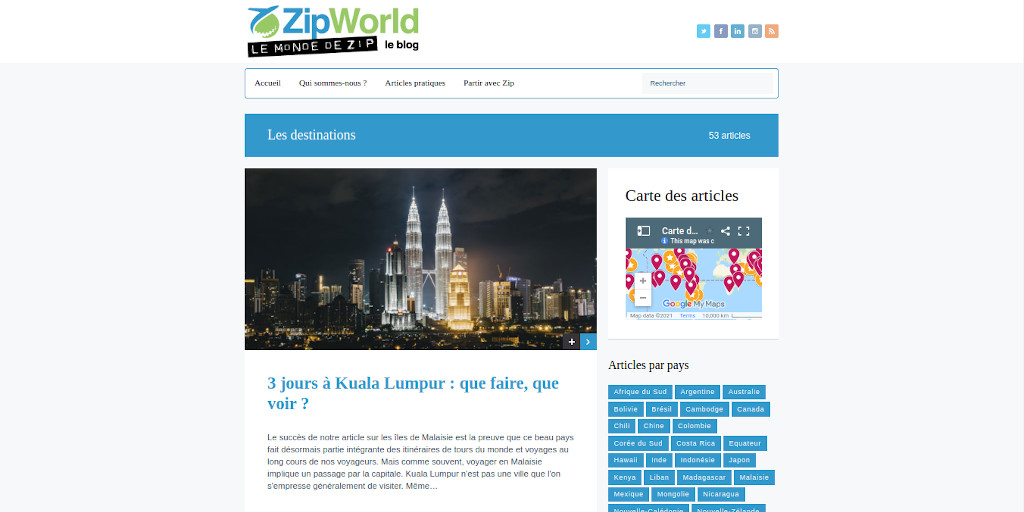 ZipWorld
LE MONDE DE ZIP
le blog
Accueil
Qui sommes-nous ?
Articles pratiques
Partir avec Zip
Rechercher
Les destinations
53 articles
Carte des articles
Carte d...
This map was c
Google My Maps
Map data ©2021
Terms
3 jours à Kuala Lumpur : que faire, que
voir ?
Le succès de notre article sur les îles de Malaisie est la preuve que ce beau pays
fait désormais partie intégrante des itinéraires de tours du monde et voyages au
long cours de nos voyageurs. Mais comme souvent, voyager en Malaisie
implique un passage par la capitale. Kuala Lumpur n'est pas une ville que l'on
s'empresse généralement de visiter. Même…
Articles par pays
Afrique du Sud
Argentine
Australie
Bolivie
Brésil
Cambodge
Canada
Chili
Chine
Colombie
Corée du Sud
Costa Rica
Equateur
Hawaii
Inde
Indonésie
Japon
Kenya
Liban
Madagascar
Malaisie
Mexique
Mongolie
Nicaragua
Nouvelle-Calédonie
Nouvelle-Zélande